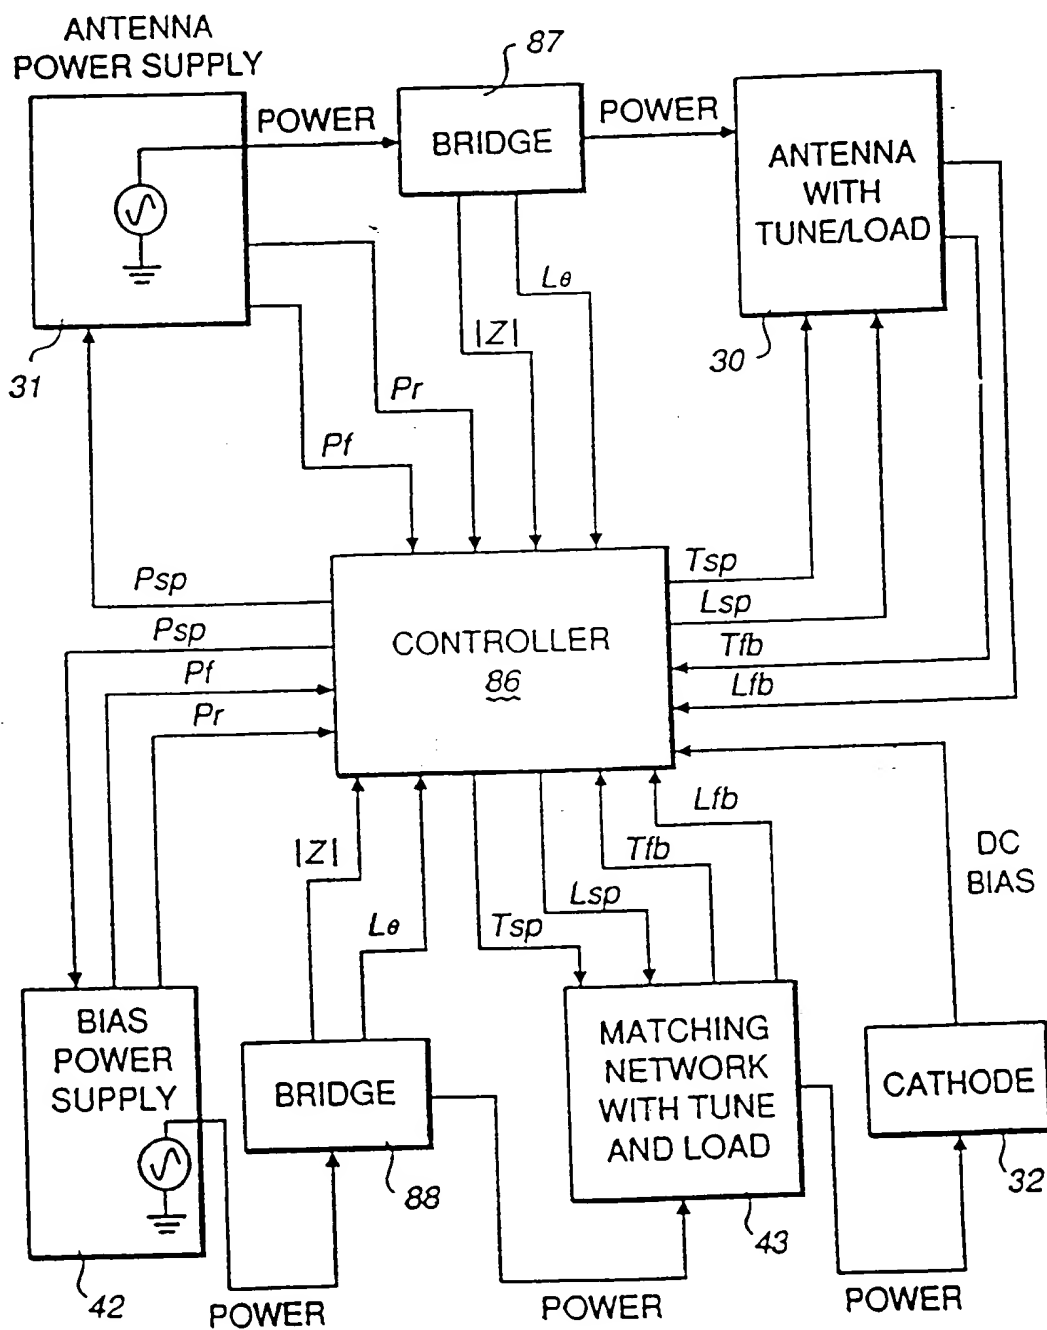 ANTENNA
POWER SUPPLY
87
POWER
BRIDGE
POWER
ANTENNA
WITH
TUNE/LOAD
31
30
Lθ
|Z|
Pr
Pf
Psp
Psp
Pf
Pr
CONTROLLER
86
Tsp
Lsp
Tfb
Lfb
|Z|
Lθ
Tsp
Lsp
Tfb
Lfb
DC
BIAS
BIAS
POWER
SUPPLY
BRIDGE
MATCHING
NETWORK
WITH TUNE
AND LOAD
CATHODE
42
88
43
32
POWER
POWER
POWER